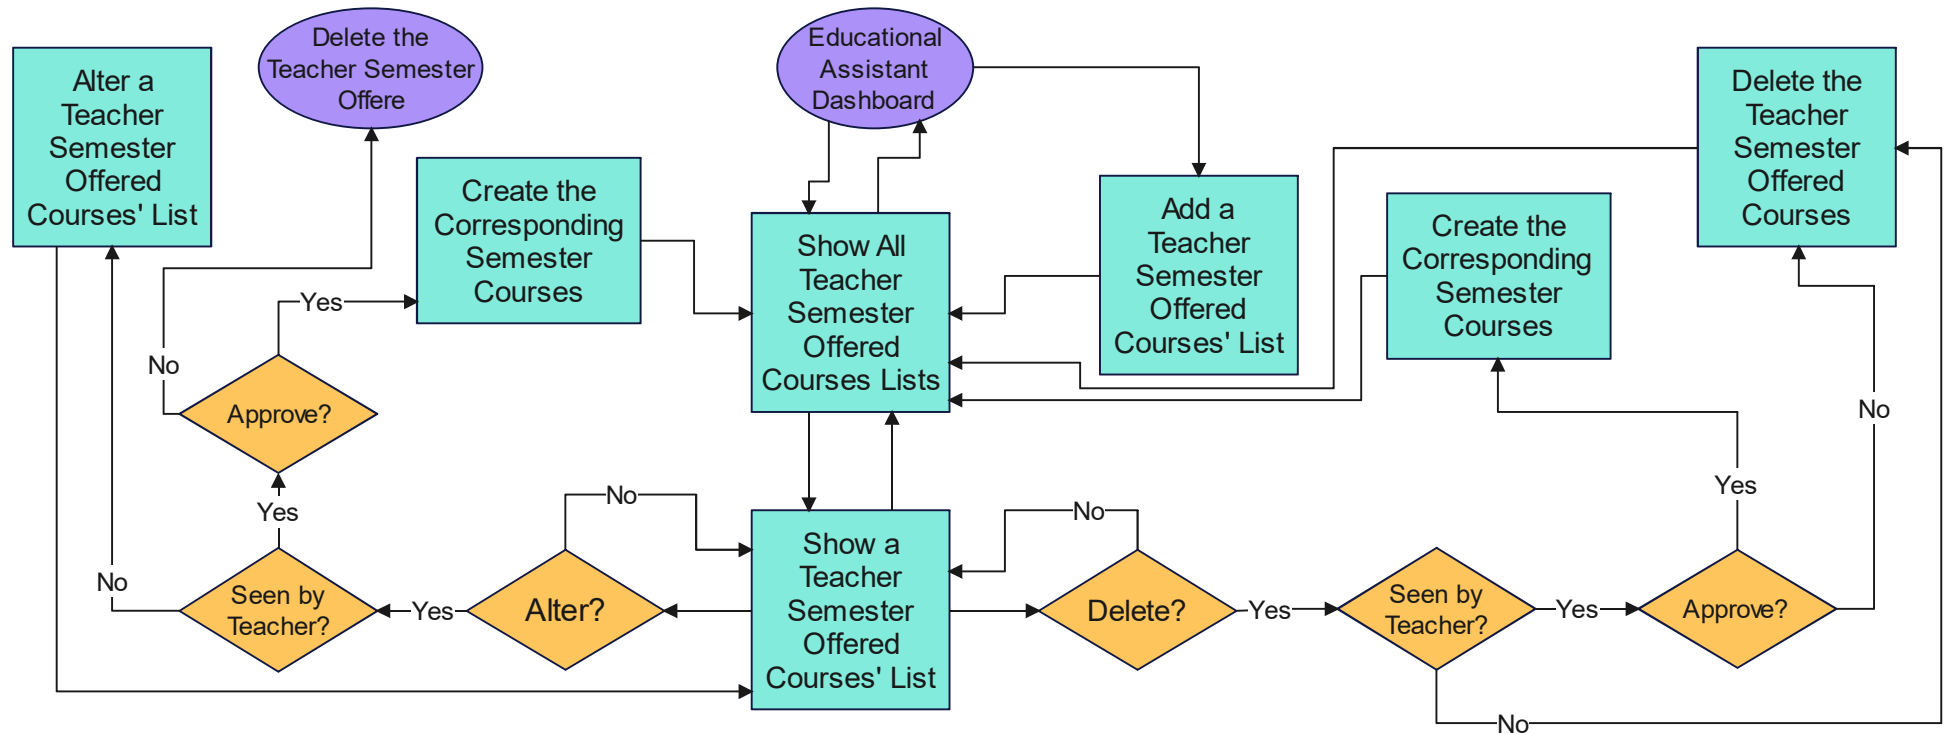 Delete the
Teacher Semester
Offere
Educational
Assistant
Dashboard
Alter a
Teacher
Semester
Offered
Courses' List
Delete the
Teacher
Semester
Offered
Courses
Create the
Corresponding
Semester
Courses
Add a
Teacher
Semester
Offered
Courses' List
Create the
Corresponding
Semester
Courses
Show All
Teacher
Semester
Offered
Courses Lists
Yes
No
Approve?
No
Yes
Yes
No
No
Seen by
Teacher?
Yes
Alter?
No
Show a
Teacher
Semester
Offered
Courses' List
Delete?
Yes
Seen by
Teacher?
Yes
Approve?
No